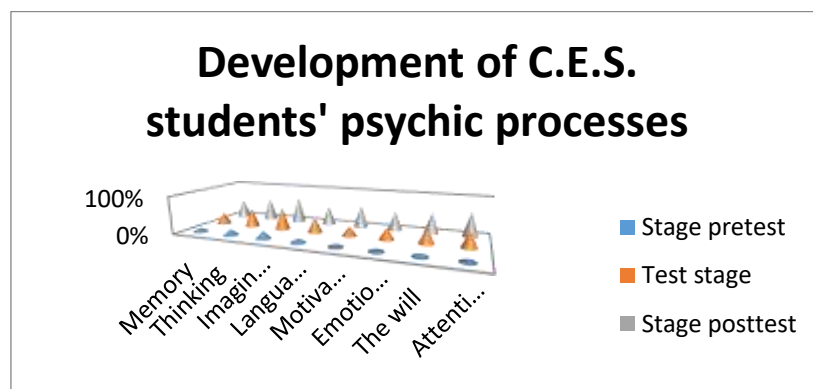 Development of C.E.S.
students' psychic processes
100%
0%
Memory
Thinking
Imagin...
Langua...
Motiva...
Emotio...
The will
Attenti...
Stage pretest
Test stage
Stage posttest